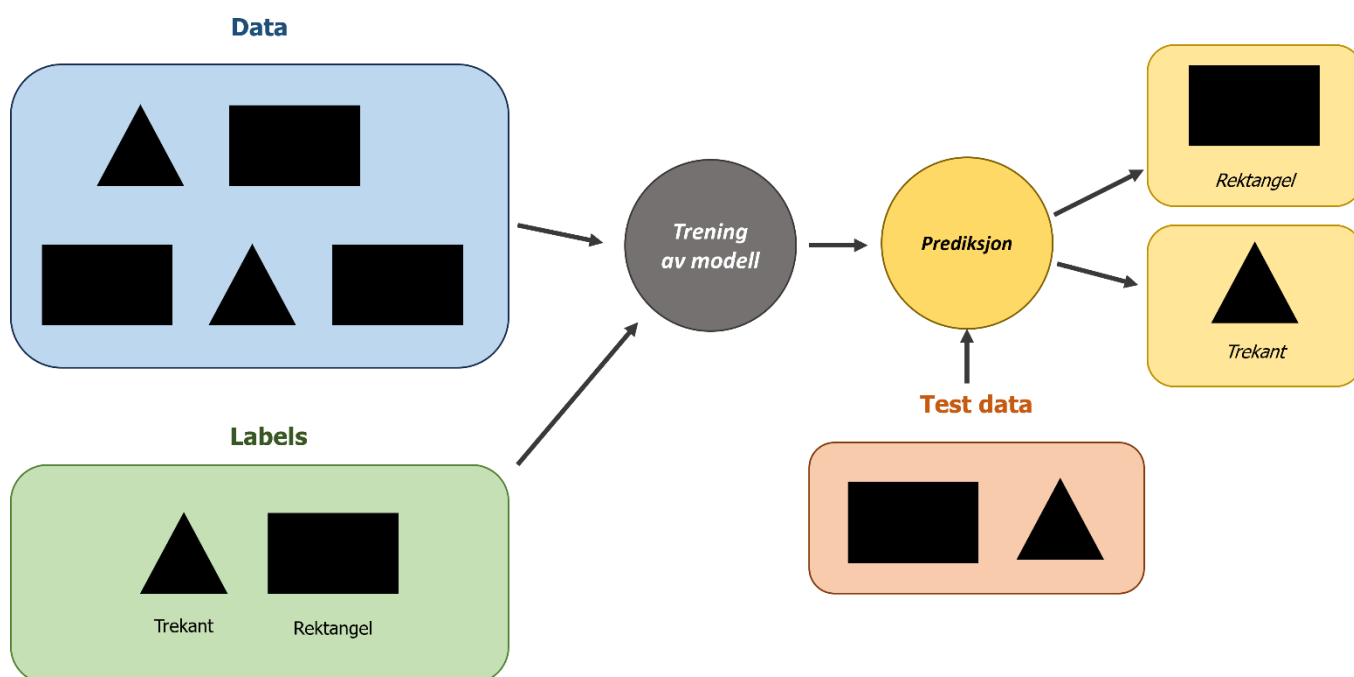 Data
Trening
av modell
Prediksjon
Rektangel
Trekant
Test data
Labels
Trekant
Rektangel